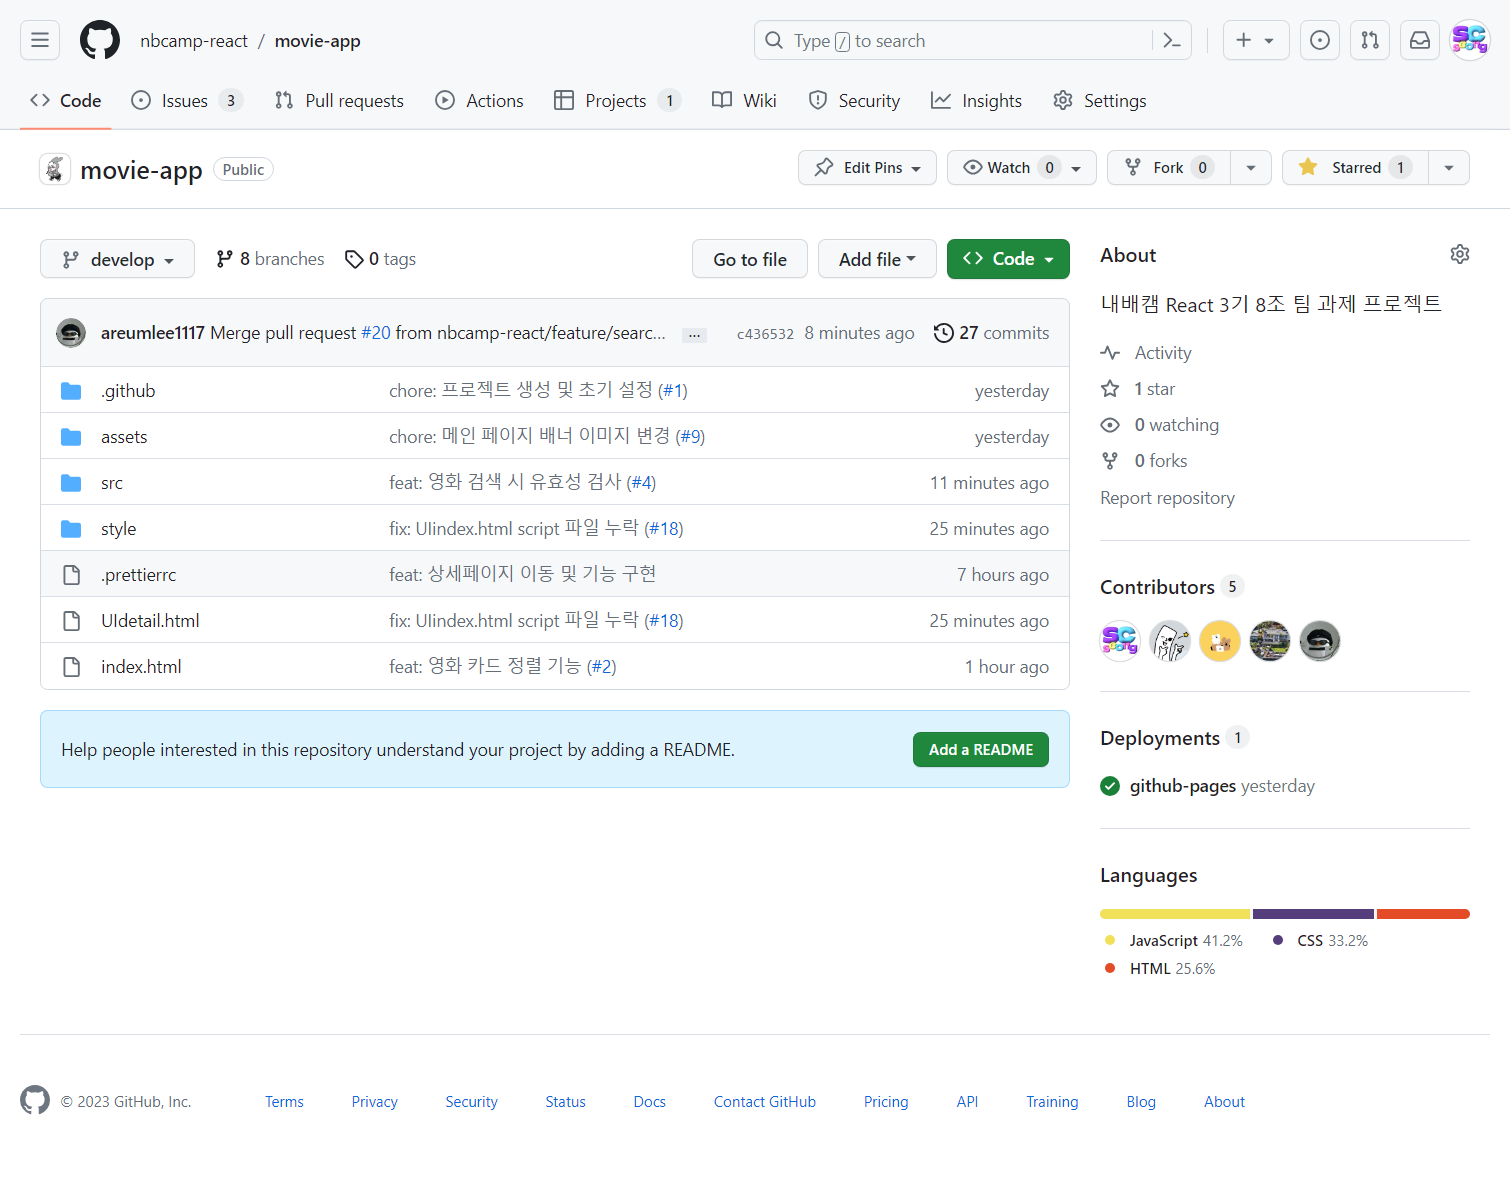 nbcamp-react / movie-app
Type / to search
Code
Issues 3
Pull requests
Actions
Projects 1
Wiki
Security
Insights
Settings
movie-app Public
Edit Pins
Watch 0
Fork 0
Starred 1
develop
8 branches
0 tags
Go to file
Add file
Code
areumlee1117 Merge pull request #20 from nbcamp-react/feature/searc... ... c436532 8 minutes ago 27 commits
.github chore: 프로젝트 생성 및 초기 설정 (#1) yesterday
assets chore: 메인 페이지 배너 이미지 변경 (#9) yesterday
src feat: 영화 검색 시 유효성 검사 (#4) 11 minutes ago
style fix: UIindex.html script 파일 누락 (#18) 25 minutes ago
.prettierrc feat: 상세페이지 이동 및 기능 구현 7 hours ago
UIdetail.html fix: UIindex.html script 파일 누락 (#18) 25 minutes ago
index.html feat: 영화 카드 정렬 기능 (#2) 1 hour ago
Help people interested in this repository understand your project by adding a README.
Add a README
About
내배캠 React 3기 8조 팀 과제 프로젝트
Activity
1 star
0 watching
0 forks
Report repository
Contributors 5
Deployments 1
github-pages yesterday
Languages
JavaScript 41.2%
CSS 33.2%
HTML 25.6%
© 2023 GitHub, Inc.
Terms
Privacy
Security
Status
Docs
Contact GitHub
Pricing
API
Training
Blog
About